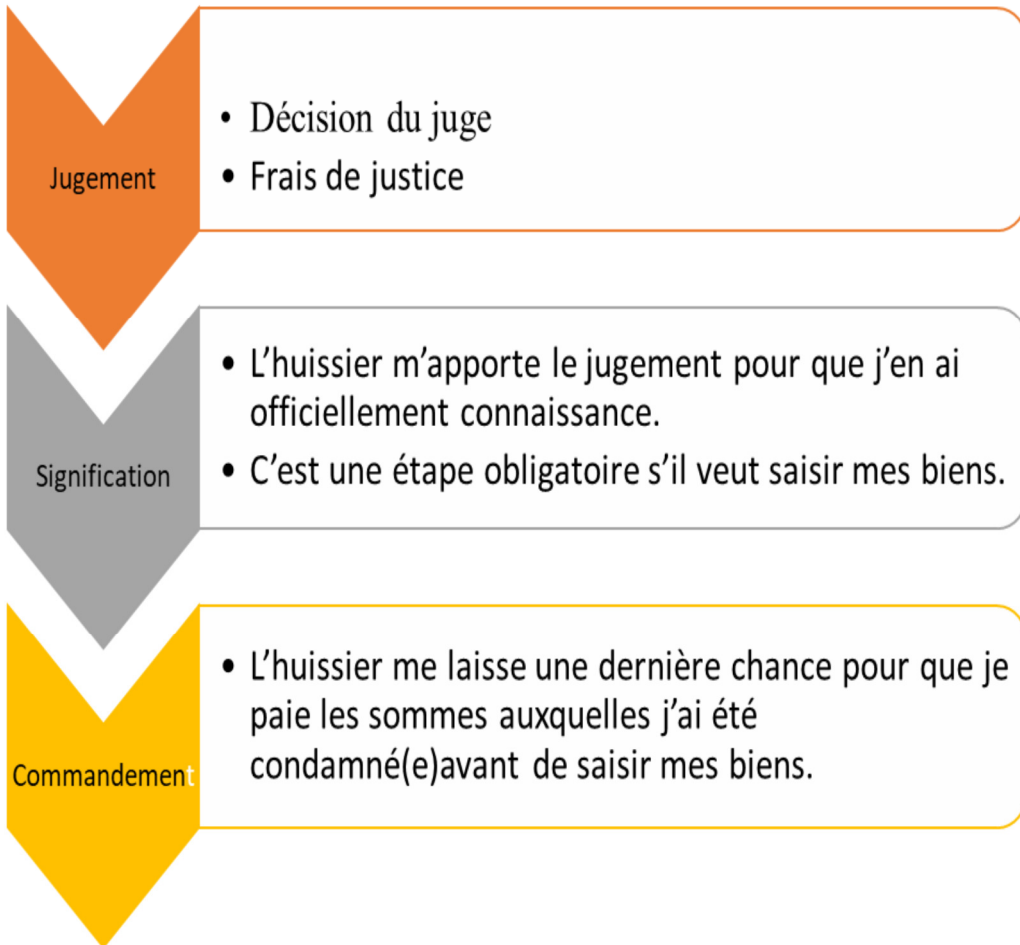 Jugement
• Décision du juge
• Frais de justice
Signification
• L'huissier m'apporte le jugement pour que j'en ai
officiellement connaissance.
• C'est une étape obligatoire s'il veut saisir mes biens.
Commandement
• L'huissier me laisse une dernière chance pour que je
paie les sommes auxquelles j'ai été
condamné(e)avant de saisir mes biens.